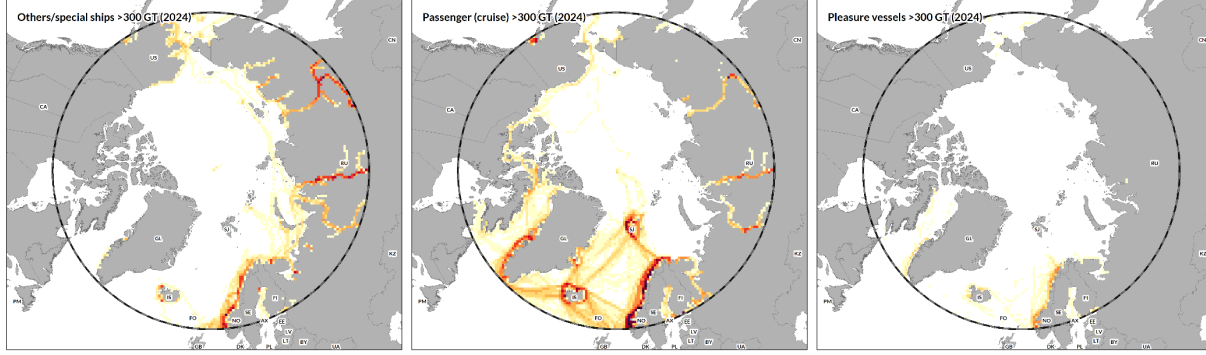 Others/special ships >300 GT (2024)
US
CN
CA
RU
GL
SJ
KZ
IS
PM
FO
NO
SE
FI
AX
EE
LV
LT
GB
DK
PL
BY
UA
Passenger (cruise) >300 GT (2024)
US
CN
CA
RU
GL
SJ
KZ
IS
PM
FO
NO
SE
FI
AX
EE
LV
LT
GB
DK
PL
BY
UA
Pleasure vessels >300 GT (2024)
US
CN
CA
RU
GL
SJ
KZ
IS
PM
FO
NO
SE
FI
AX
EE
LV
LT
GB
DK
PL
BY
UA